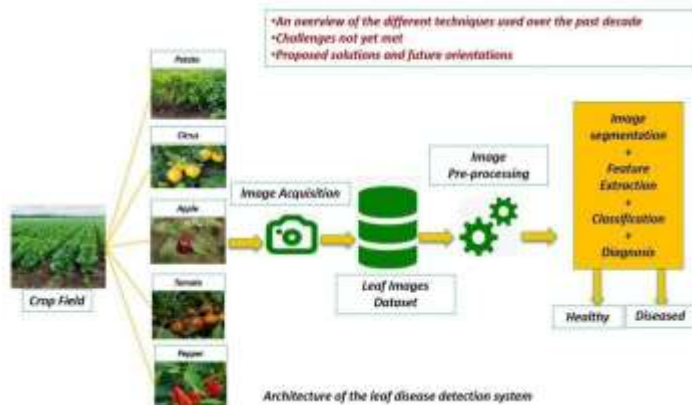 •An overview of the different techniques used over the past decade
•Challenges not yet met
•Proposed solutions and future orientations
Potato
Citrus
Apple
Tomato
Pepper
Crop Field
Image Acquisition
Leaf Images
Dataset
Image
Pre-processing
Image
segmentation
+
Feature
Extraction
+
Classification
+
Diagnosis
Healthy
Diseased
Architecture of the leaf disease detection system